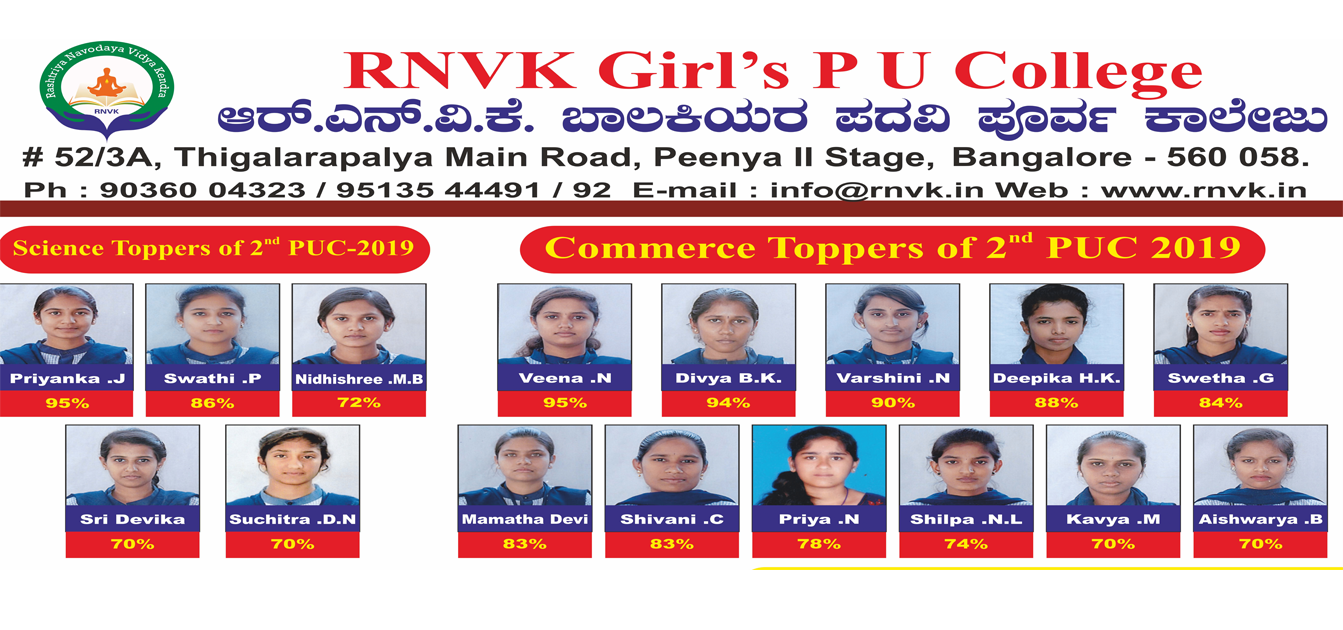 Rashtriya Navodaya Vidya Kendra
RNVK
RNVK Girl's P U College
ಆರ್.ಎನ್.ವಿ.ಕೆ. ಬಾಲಕಿಯರ ಪದವಿ ಪೂರ್ವ ಕಾಲೇಜು
# 52/3A, Thigalarapalya Main Road, Peenya II Stage, Bangalore - 560 058.
Ph : 90360 04323 / 95135 44491 / 92 E-mail : info@rnvk.in Web : www.rnvk.in
Science Toppers of 2nd PUC-2019
Priyanka .J Swathi .P Nidhishree .M.B
95% 86% 72%
Sri Devika Suchitra .D.N
70% 70%
Commerce Toppers of 2nd PUC 2019
Veena .N Divya B.K. Varshini .N Deepika H.K. Swetha .G
95% 94% 90% 88% 84%
Mamatha Devi Shivani .C Priya .N Shilpa .N.L Kavya .M Aishwarya .B
83% 83% 78% 74% 70% 70%